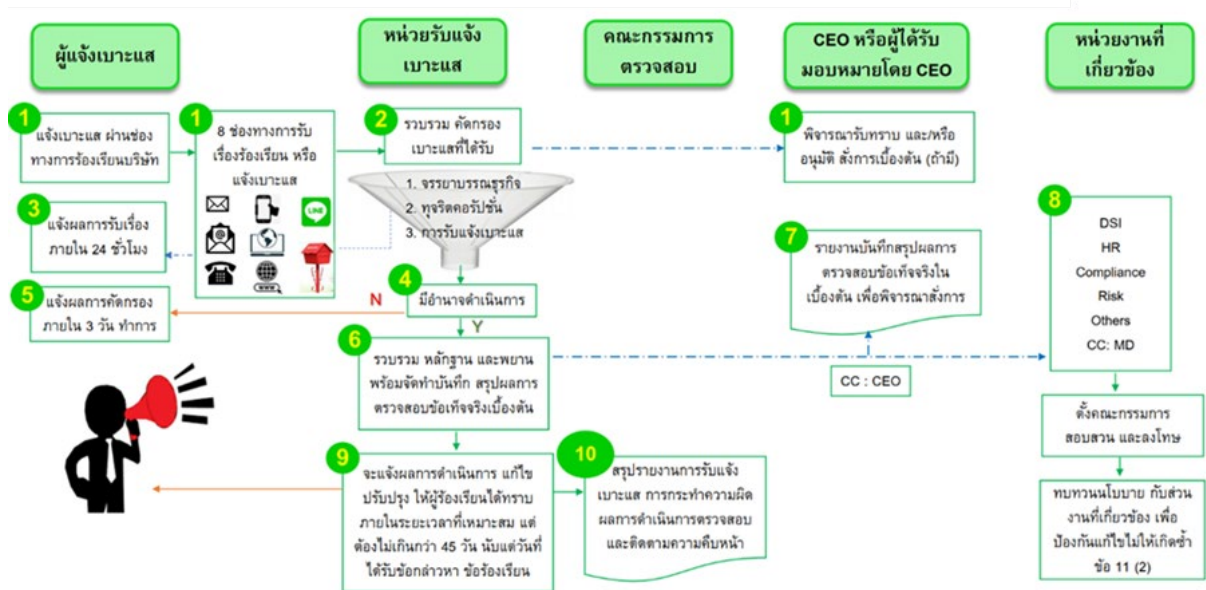 ผู้แจ้งเบาะแส
หน่วยรับแจ้ง
เบาะแส
คณะกรรมการ
ตรวจสอบ
CEO หรือผู้ได้รับ
มอบหมายโดย CEO
หน่วยงานที่
เกี่ยวข้อง
1
แจ้งเบาะแส ผ่านช่อง
ทางการร้องเรียนบริษัท
1
8 ช่องทางการรับ
เรื่องร้องเรียน หรือ
แจ้งเบาะแส
LINE
WWW
2
รวบรวม คัดกรอง
เบาะแสที่ได้รับ
1. จรรยาบรรณธุรกิจ
2. ทุจริตคอรัปชั่น
3. การรับแจ้งเบาะแส
1
พิจารณารับทราบ และ/หรือ
อนุมัติ สั่งการเบื้องต้น (ถ้ามี)
3
แจ้งผลการรับเรื่อง
ภายใน 24 ชั่วโมง
4
มีอำนาจดำเนินการ
N
Y
5
แจ้งผลการคัดกรอง
ภายใน 3 วัน ทำการ
6
รวบรวม หลักฐาน และพยาน
พร้อมจัดทำบันทึก สรุปผลการ
ตรวจสอบข้อเท็จจริงเบื้องต้น
7
รายงานบันทึกสรุปผลการ
ตรวจสอบข้อเท็จจริงใน
เบื้องต้น เพื่อพิจารณาสั่งการ
CC : CEO
8
DSI
HR
Compliance
Risk
Others
CC: MD
ตั้งคณะกรรมการ
สอบสวน และลงโทษ
ทบทวนนโยบาย กับส่วน
งานที่เกี่ยวข้อง เพื่อ
ป้องกันแก้ไขไม่ให้เกิดซ้ำ
ข้อ 11 (2)
9
จะแจ้งผลการดำเนินการ แก้ไข
ปรับปรุง ให้ผู้ร้องเรียนได้ทราบ
ภายในระยะเวลาที่เหมาะสม แต่
ต้องไม่เกินกว่า 45 วัน นับแต่วันที่
ได้รับข้อกล่าวหา ข้อร้องเรียน
10
สรุปรายงานการรับแจ้ง
เบาะแส การกระทำความผิด
ผลการดำเนินการตรวจสอบ
และติดตามความคืบหน้า